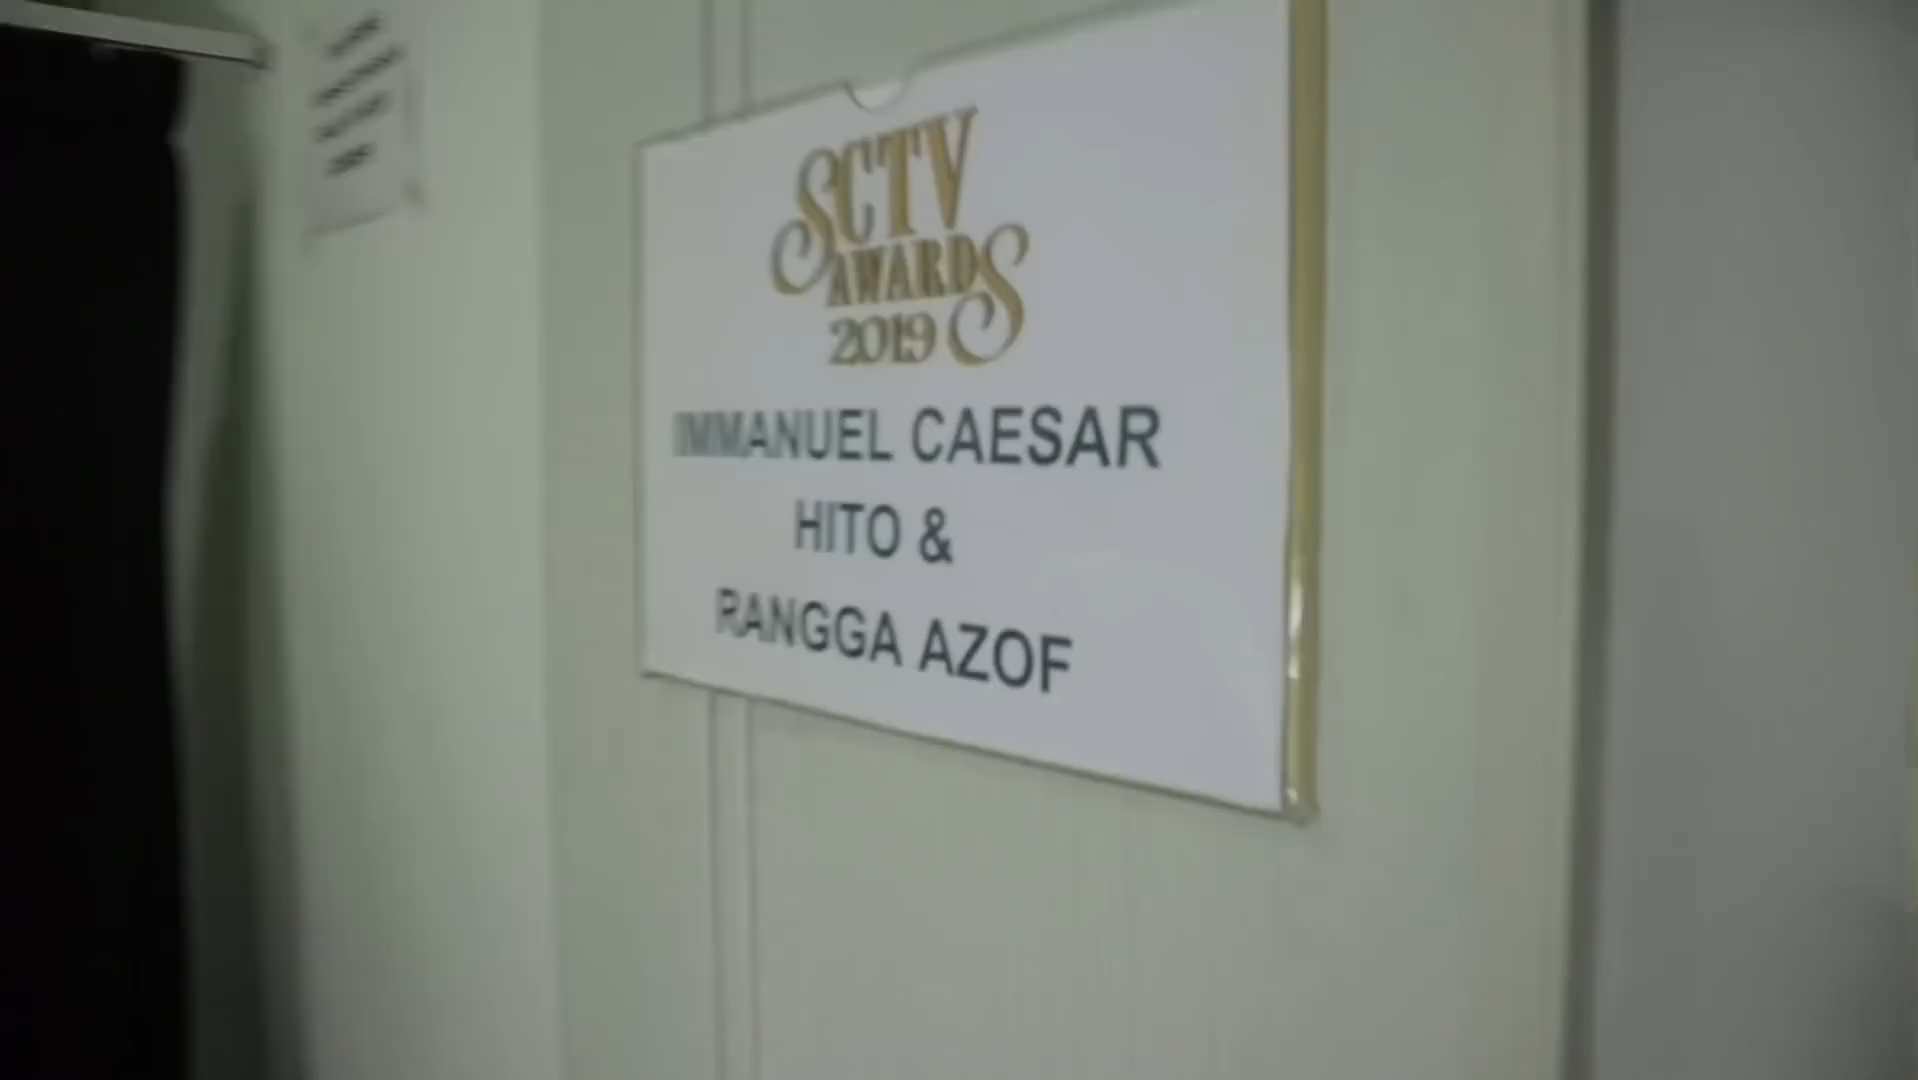 SCTV
AWARDS
2019
IMMANUEL CAESAR
HITO &
RANGGA AZOF